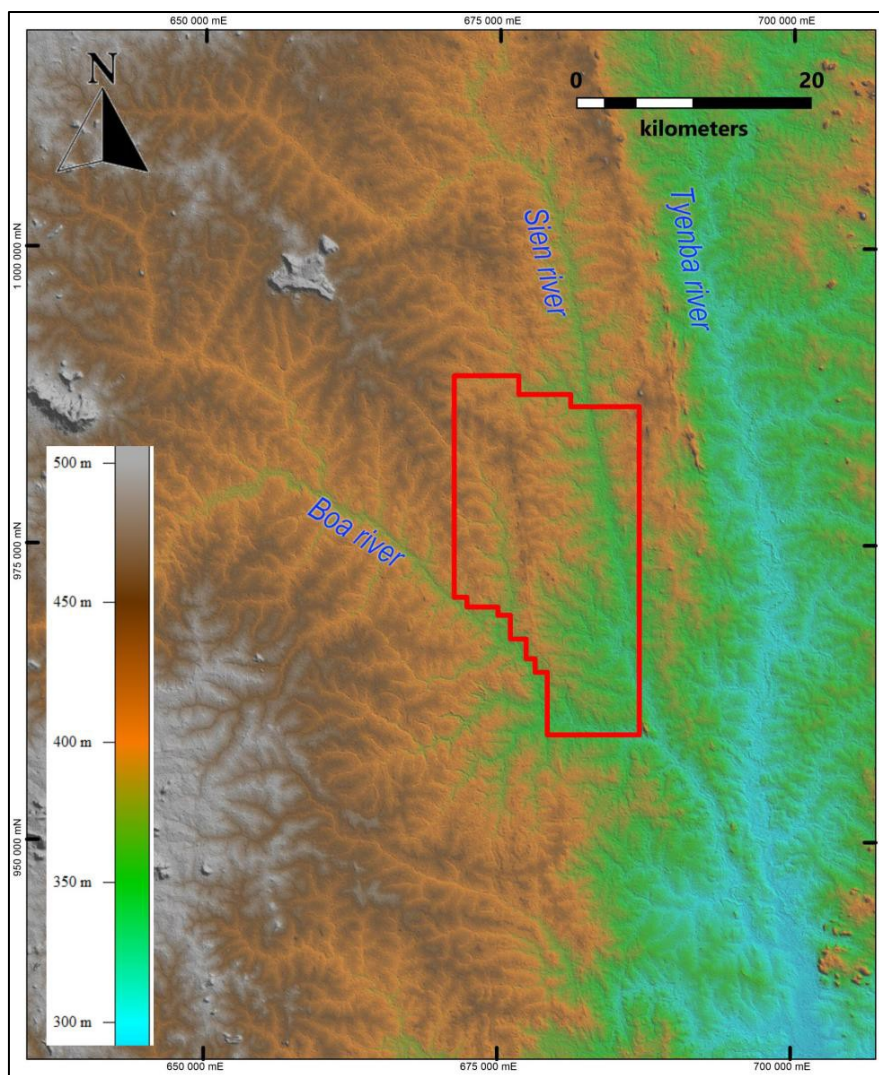 650 000 mE
675 000 mE
700 000 mE
N
0
20
kilometers
Sien river
Tyenba river
1 000 000 mN
Boa river
975 000 mN
500 m
450 m
400 m
350 m
300 m
950 000 mN
650 000 mE
675 000 mE
700 000 mE